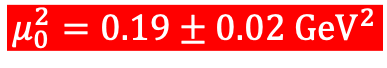 μ₀² = 0.19 ± 0.02 GeV²